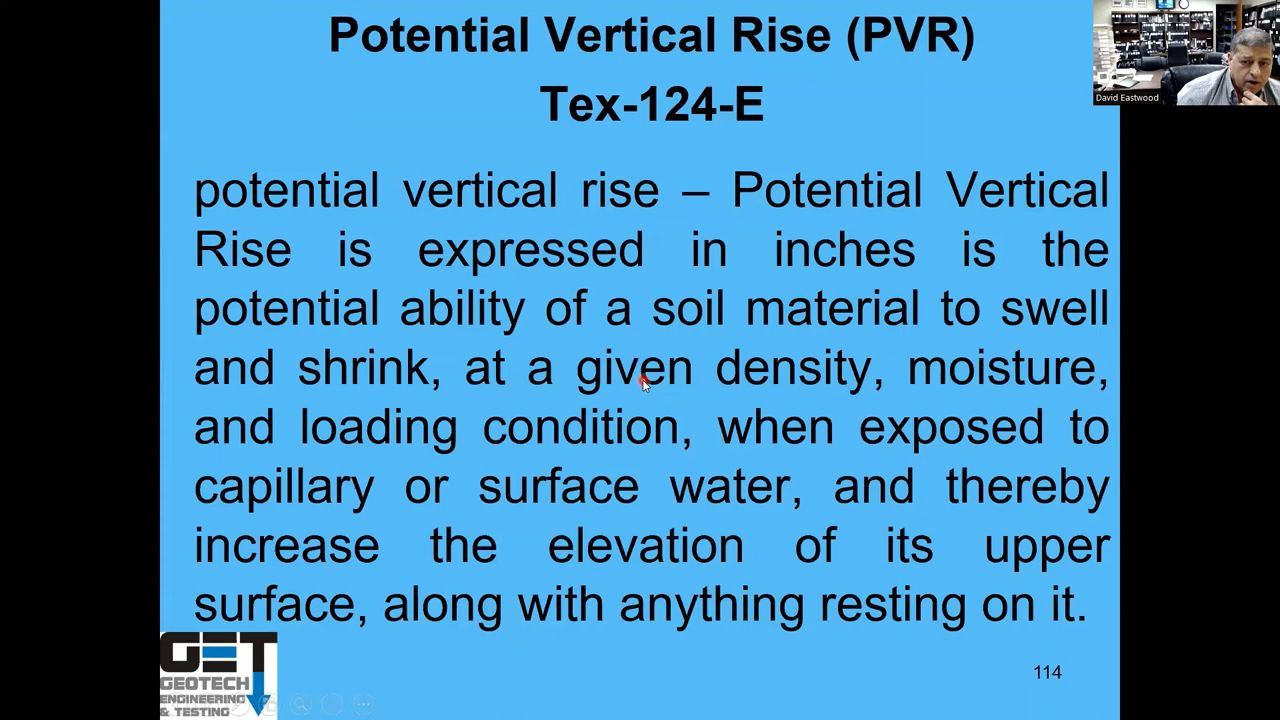 Potential Vertical Rise (PVR)
Tex-124-E
David Eastwood
potential vertical rise – Potential Vertical
Rise is expressed in inches is the
potential ability of a soil material to swell
and shrink, at a given density, moisture,
and loading condition, when exposed to
capillary or surface water, and thereby
increase the elevation of its upper
surface, along with anything resting on it.
GET
GEOTECH
ENGINEERING
& TESTING
114